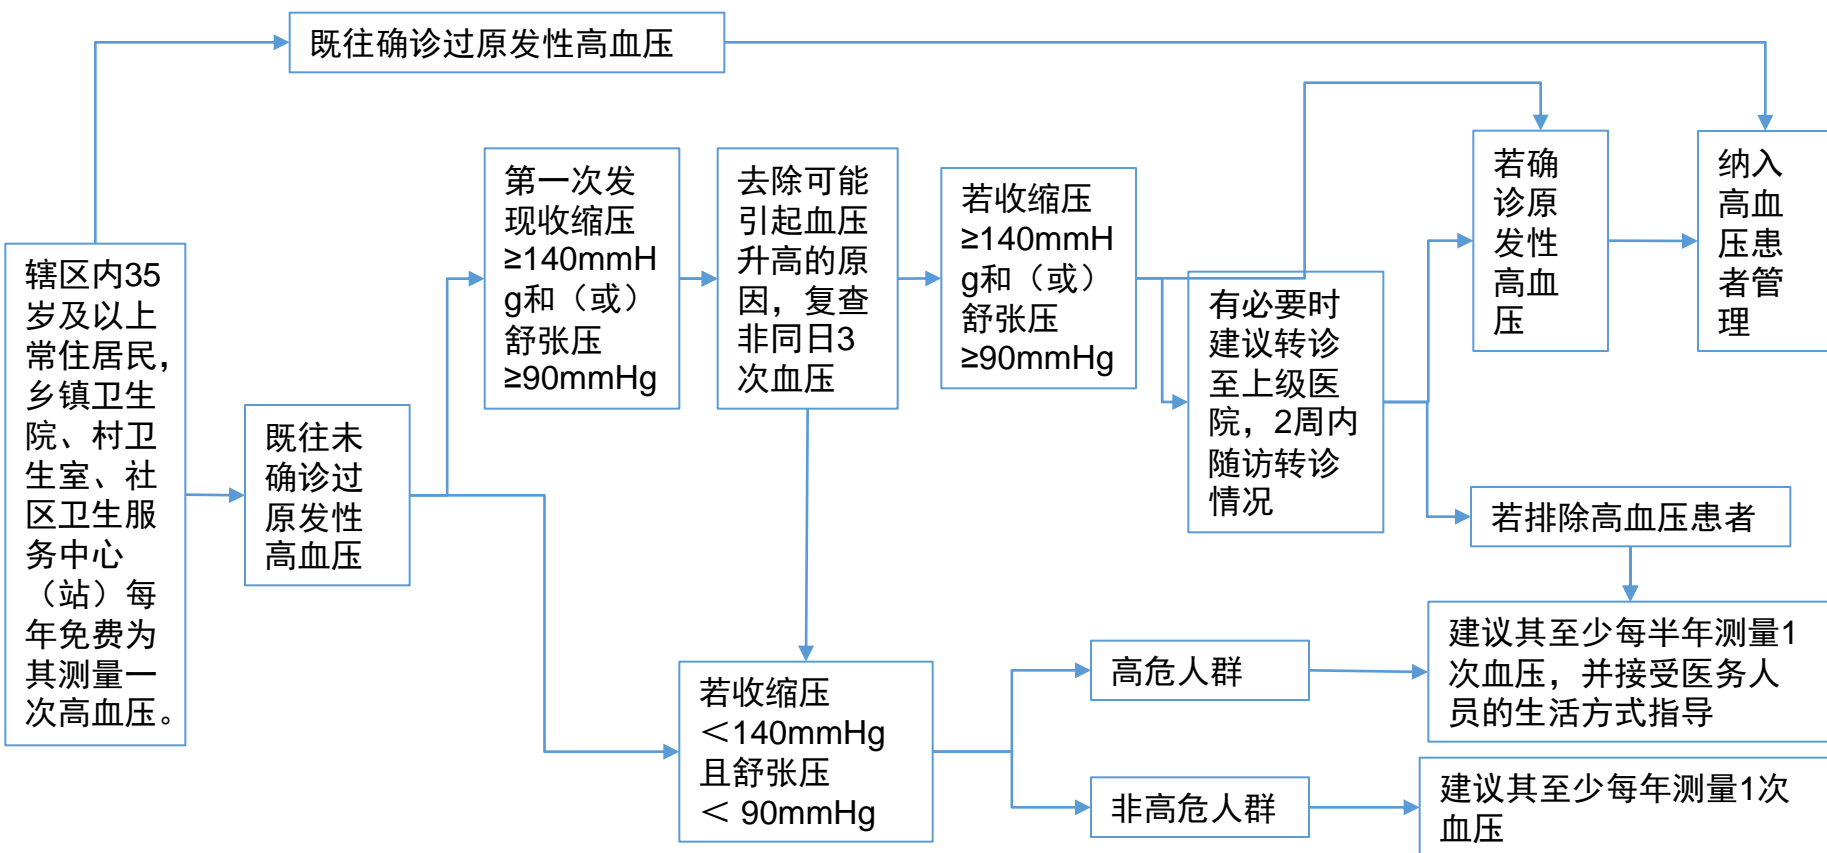 既往确诊过原发性高血压
辖区内35
岁及以上
常住居民，
乡镇卫生
院、村卫
生室、社
区卫生服
务中心
（站）每
年免费为
其测量一
次高血压。
既往未
确诊过
原发性
高血压
第一次发
现收缩压
≥140mmH
g和（或）
舒张压
≥90mmHg
去除可能
引起血压
升高的原
因，复查
非同日3
次血压
若收缩压
≥140mmH
g和（或）
舒张压
≥90mmHg
有必要时
建议转诊
至上级医
院，2周内
随访转诊
情况
若确
诊原
发性
高血
压
纳入
高血
压患
者管
理
若排除高血压患者
若收缩压
＜140mmHg
且舒张压
＜ 90mmHg
高危人群
建议其至少每半年测量1
次血压，并接受医务人
员的生活方式指导
非高危人群
建议其至少每年测量1次
血压